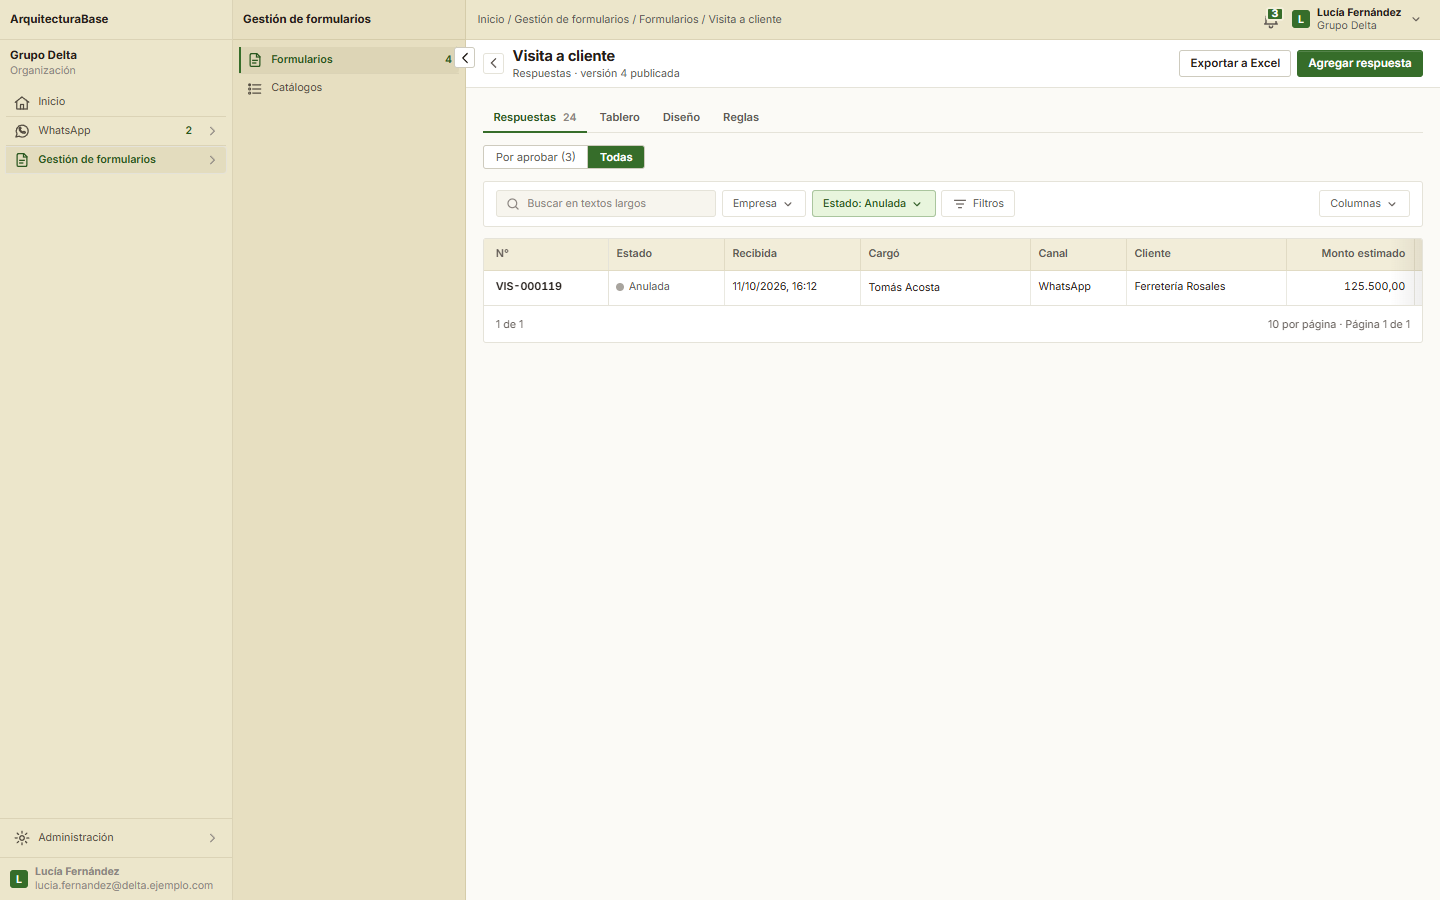 ArquitecturaBase
Grupo Delta
Organización
Inicio
WhatsApp 2
Gestión de formularios
Administración
L
Lucía Fernández
lucia.fernandez@delta.ejemplo.com
Gestión de formularios
Formularios 4
Catálogos
Inicio / Gestión de formularios / Formularios / Visita a cliente
3
L
Lucía Fernández
Grupo Delta
Visita a cliente
Respuestas · versión 4 publicada
Exportar a Excel
Agregar respuesta
Respuestas 24 Tablero Diseño Reglas
Por aprobar (3) Todas
Buscar en textos largos Empresa Estado: Anulada Filtros Columnas
N° Estado Recibida Cargó Canal Cliente Monto estimado
VIS-000119 Anulada 11/10/2026, 16:12 Tomás Acosta WhatsApp Ferretería Rosales 125.500,00
1 de 1 10 por página · Página 1 de 1